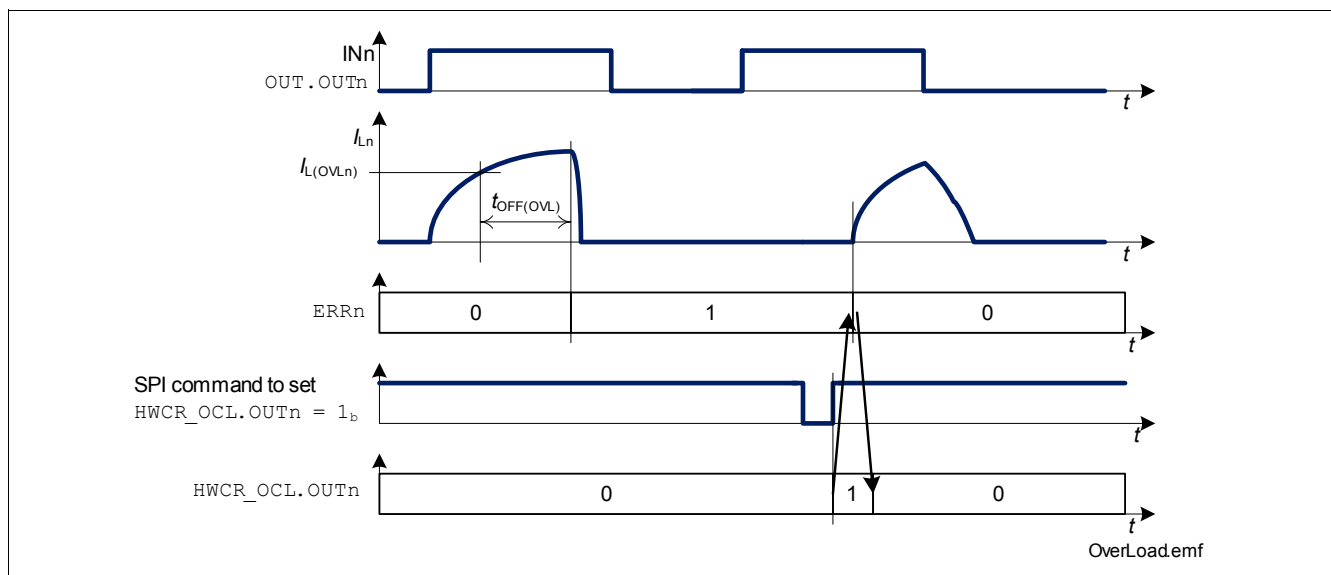 INn
OUT.OUTn
t
ILn
IL(OVLn)
tOFF(OVL)
t
ERRn
0 1 0
t
SPI command to set
HWCR_OCL.OUTn = 1b
t
HWCR_OCL.OUTn
0 1 0
t
OverLoad.emf